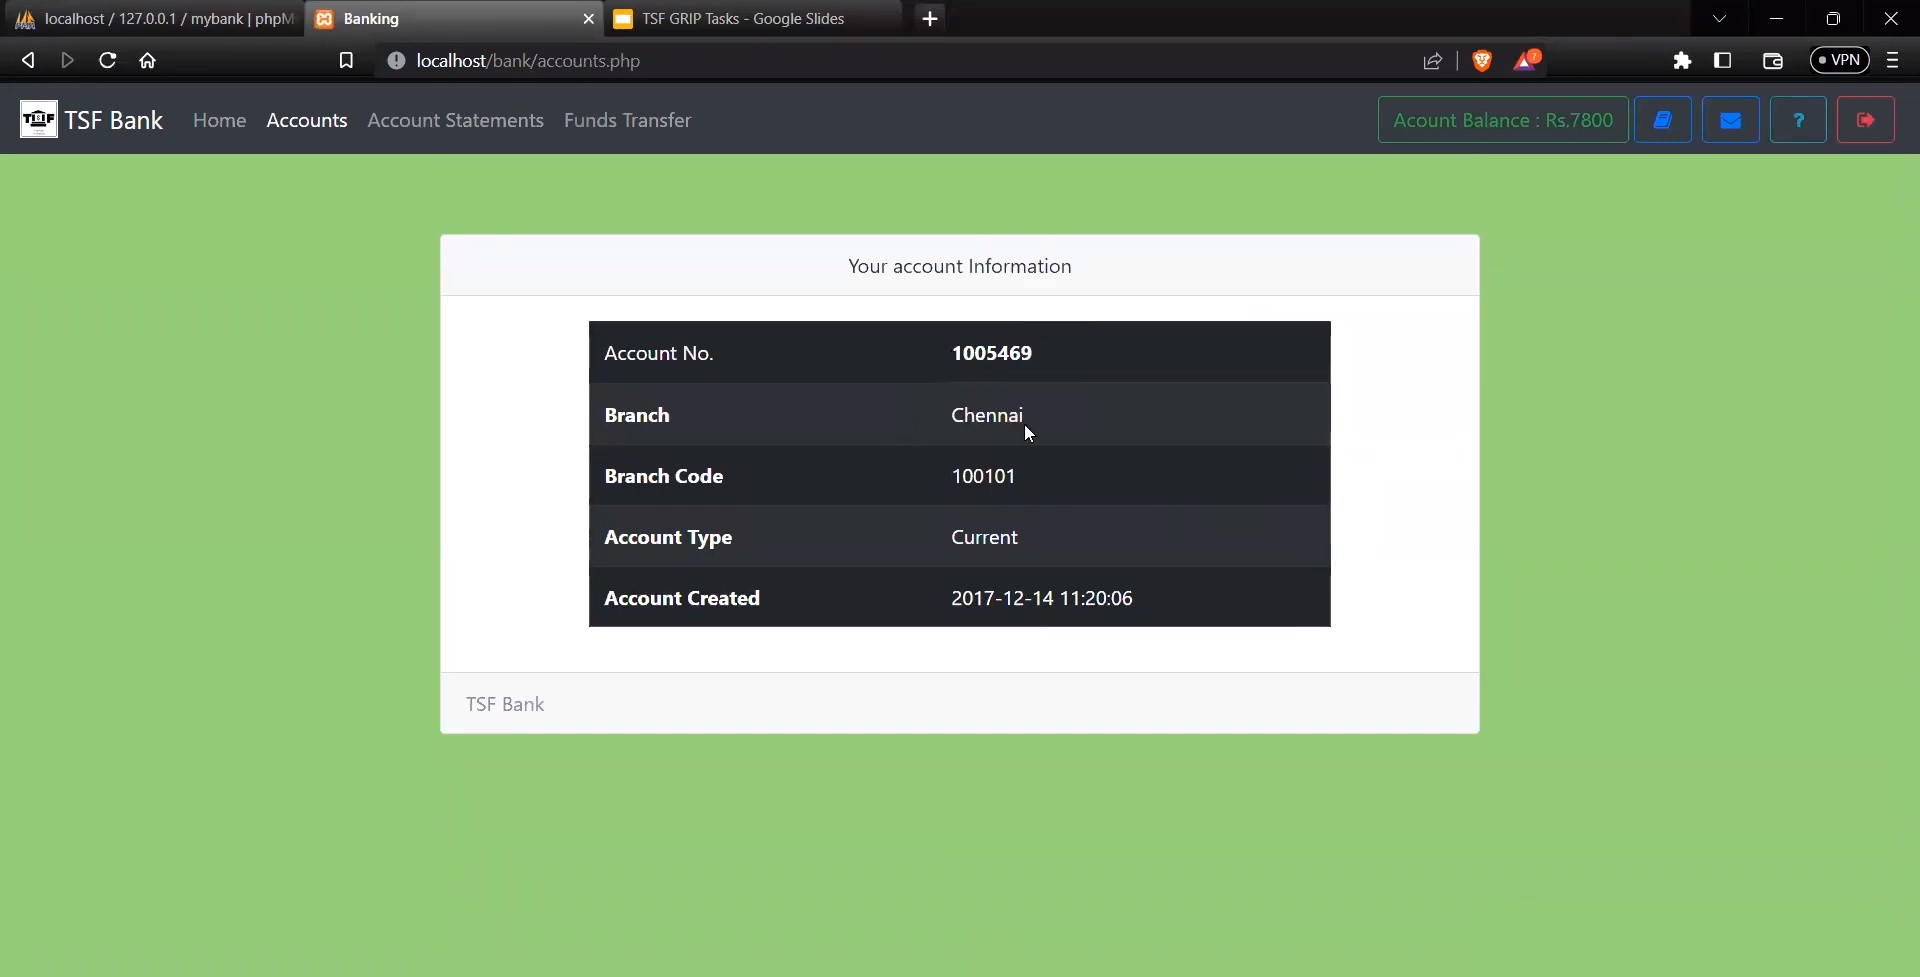 localhost / 127.0.0.1 / mybank | phpM
Banking
TSF GRIP Tasks - Google Slides
localhost/bank/accounts.php
7
VPN
TSF
TSF Bank
Home
Accounts
Account Statements
Funds Transfer
Acount Balance : Rs.7800
?
Your account Information
Account No. 1005469
Branch Chennai
Branch Code 100101
Account Type Current
Account Created 2017-12-14 11:20:06
TSF Bank